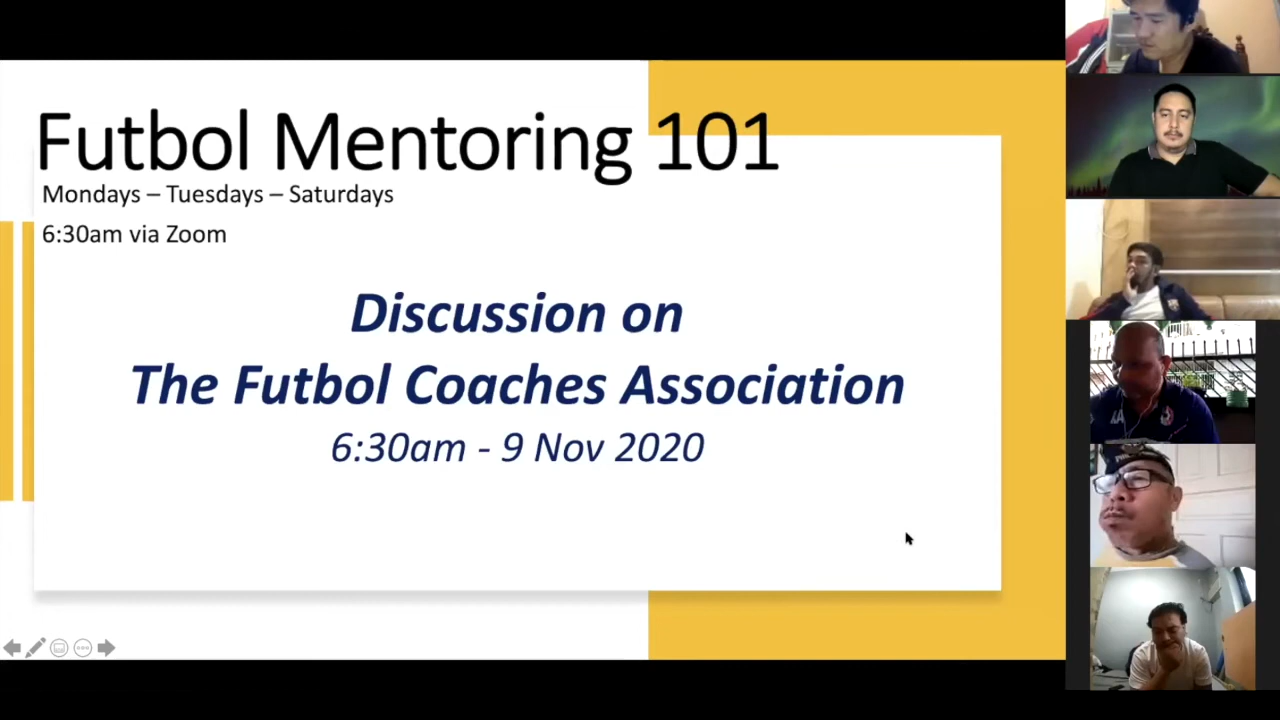 Futbol Mentoring 101
Mondays – Tuesdays – Saturdays
6:30am via Zoom
Discussion on
The Futbol Coaches Association
6:30am - 9 Nov 2020